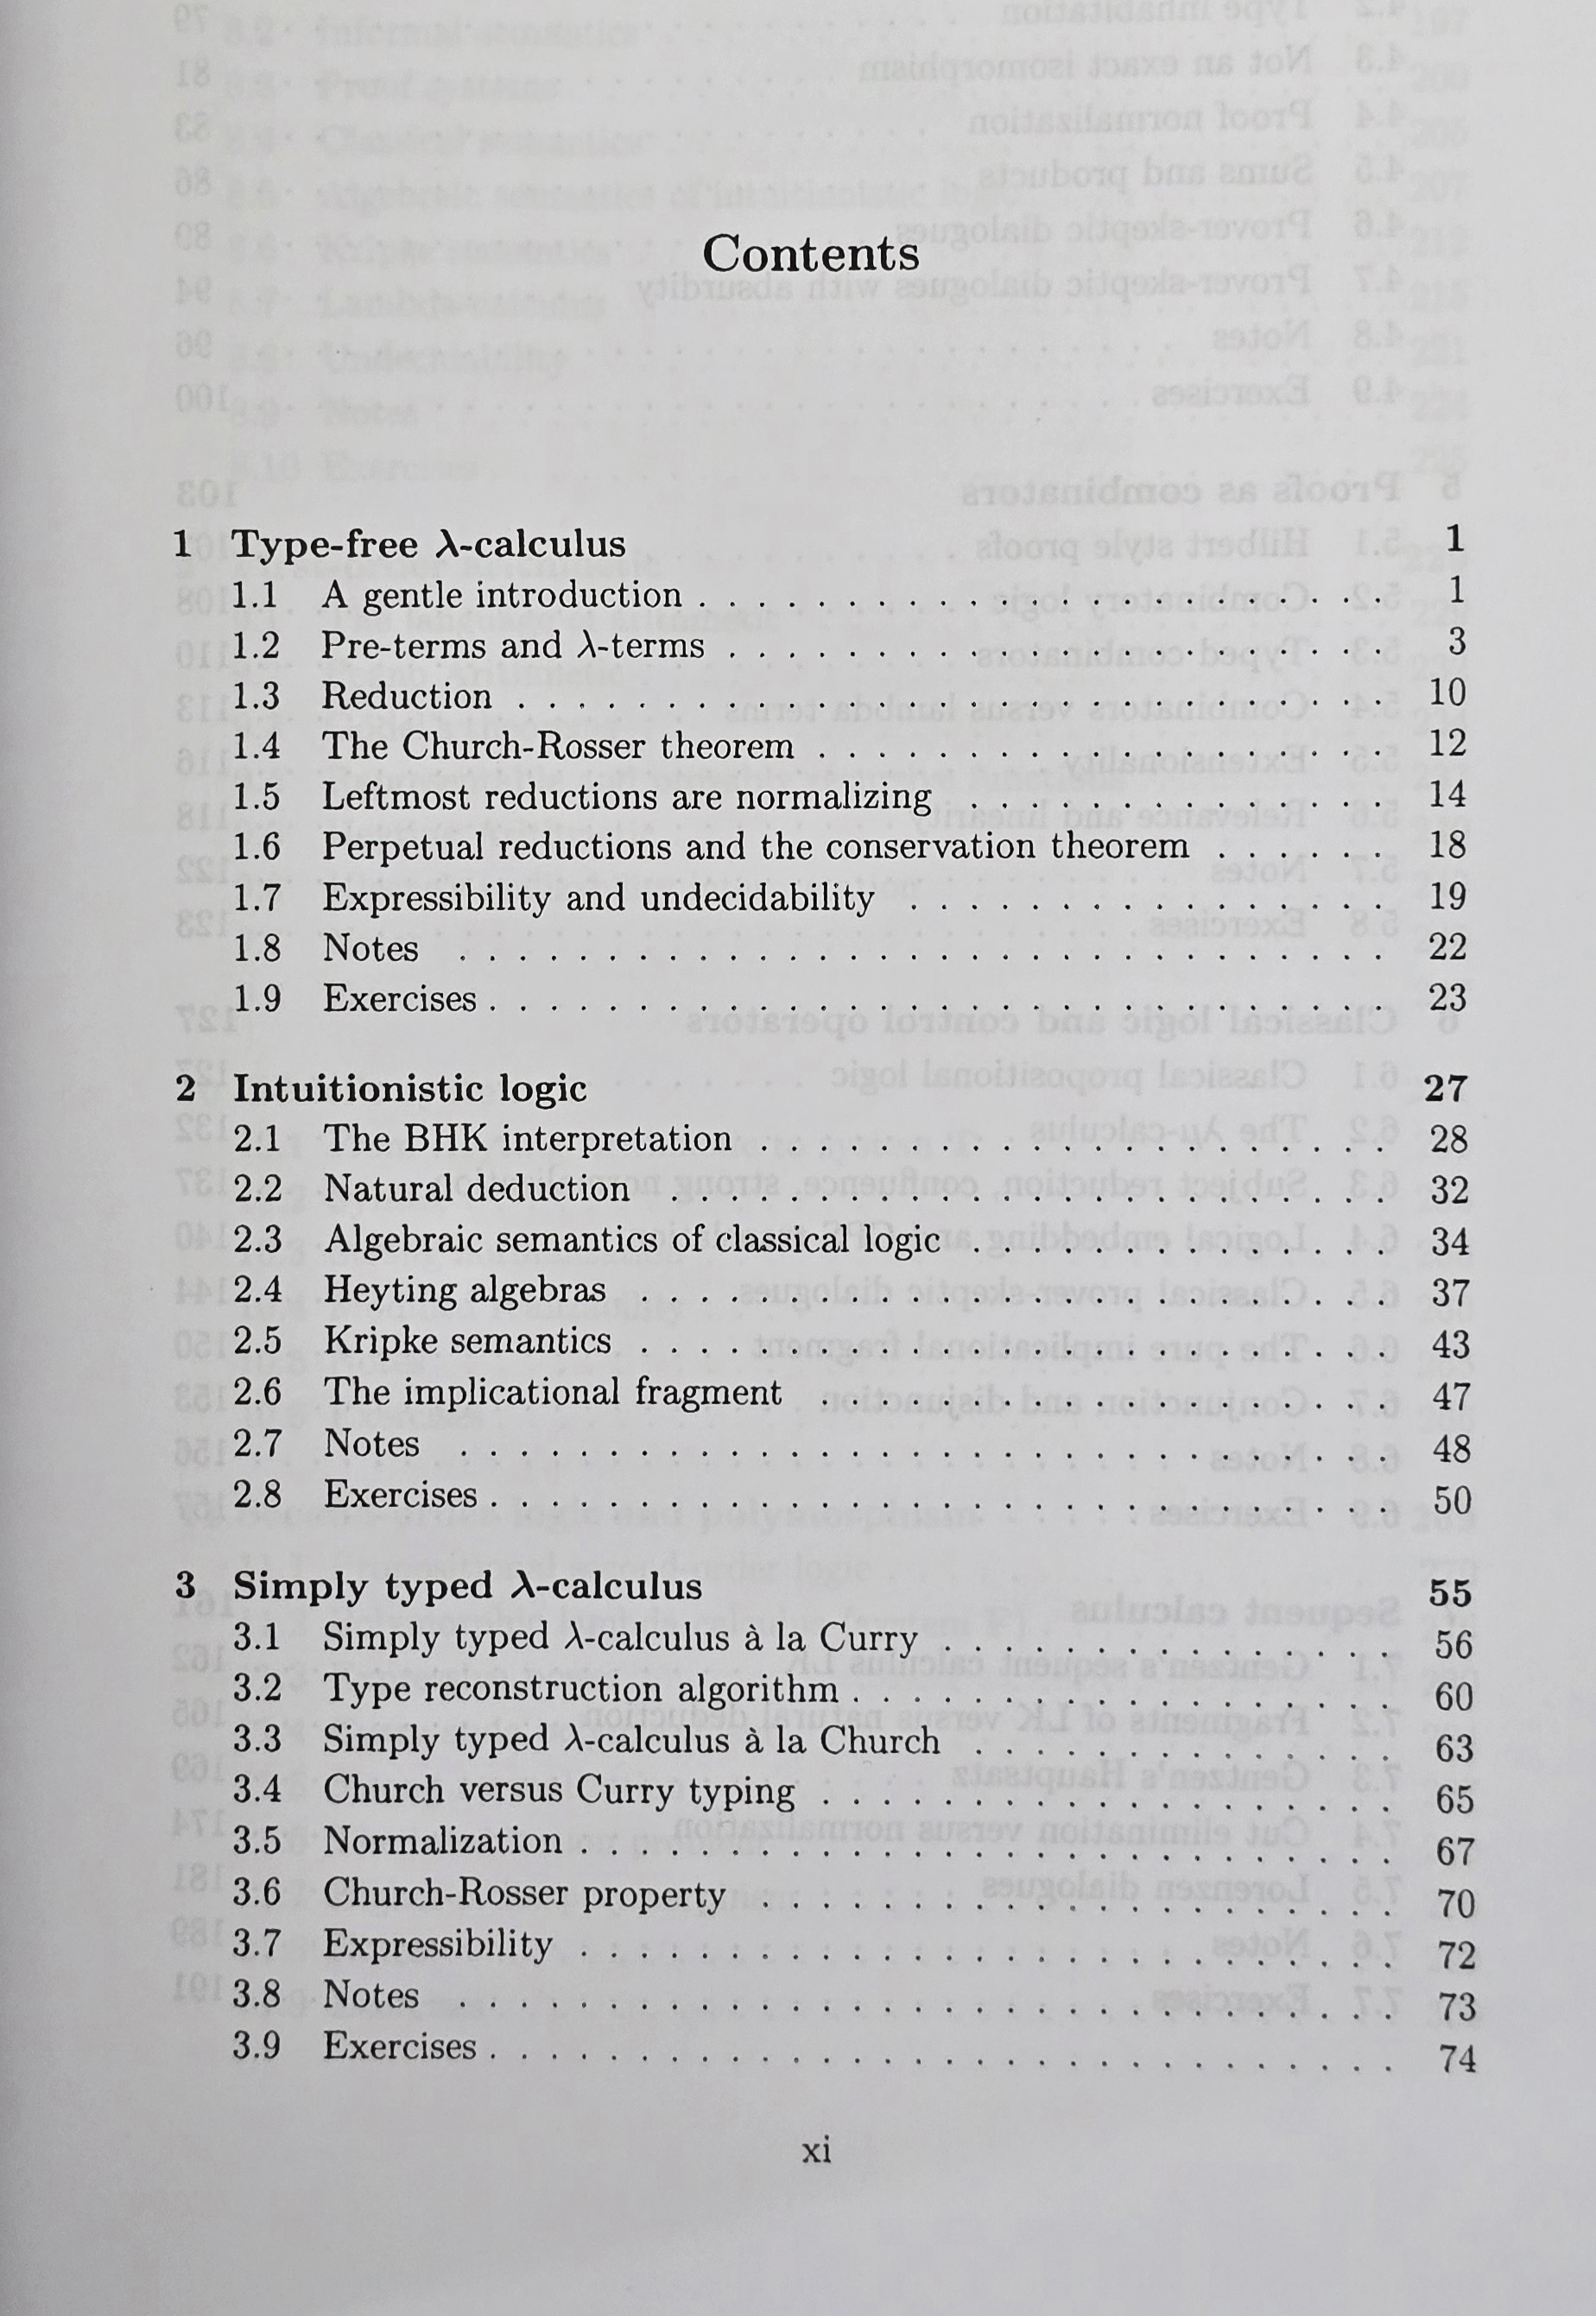 Contents
1 Type-free λ-calculus 1
1.1 A gentle introduction . . . . . . . . . . . . . . . . . . . . . . . 1
1.2 Pre-terms and λ-terms . . . . . . . . . . . . . . . . . . . . . . 3
1.3 Reduction . . . . . . . . . . . . . . . . . . . . . . . . . . . . . 10
1.4 The Church-Rosser theorem . . . . . . . . . . . . . . . . . . . 12
1.5 Leftmost reductions are normalizing . . . . . . . . . . . . . . 14
1.6 Perpetual reductions and the conservation theorem . . . . . . 18
1.7 Expressibility and undecidability . . . . . . . . . . . . . . . . 19
1.8 Notes . . . . . . . . . . . . . . . . . . . . . . . . . . . . . . . 22
1.9 Exercises . . . . . . . . . . . . . . . . . . . . . . . . . . . . . . 23
2 Intuitionistic logic 27
2.1 The BHK interpretation . . . . . . . . . . . . . . . . . . . . . 28
2.2 Natural deduction . . . . . . . . . . . . . . . . . . . . . . . . 32
2.3 Algebraic semantics of classical logic . . . . . . . . . . . . . . 34
2.4 Heyting algebras . . . . . . . . . . . . . . . . . . . . . . . . . 37
2.5 Kripke semantics . . . . . . . . . . . . . . . . . . . . . . . . . 43
2.6 The implicational fragment . . . . . . . . . . . . . . . . . . . 47
2.7 Notes . . . . . . . . . . . . . . . . . . . . . . . . . . . . . . . 48
2.8 Exercises . . . . . . . . . . . . . . . . . . . . . . . . . . . . . . 50
3 Simply typed λ-calculus 55
3.1 Simply typed λ-calculus à la Curry . . . . . . . . . . . . . . . 56
3.2 Type reconstruction algorithm . . . . . . . . . . . . . . . . . . 60
3.3 Simply typed λ-calculus à la Church . . . . . . . . . . . . . . 63
3.4 Church versus Curry typing . . . . . . . . . . . . . . . . . . . 65
3.5 Normalization . . . . . . . . . . . . . . . . . . . . . . . . . . . 67
3.6 Church-Rosser property . . . . . . . . . . . . . . . . . . . . . 70
3.7 Expressibility . . . . . . . . . . . . . . . . . . . . . . . . . . . 72
3.8 Notes . . . . . . . . . . . . . . . . . . . . . . . . . . . . . . . 73
3.9 Exercises . . . . . . . . . . . . . . . . . . . . . . . . . . . . . . 74
xi